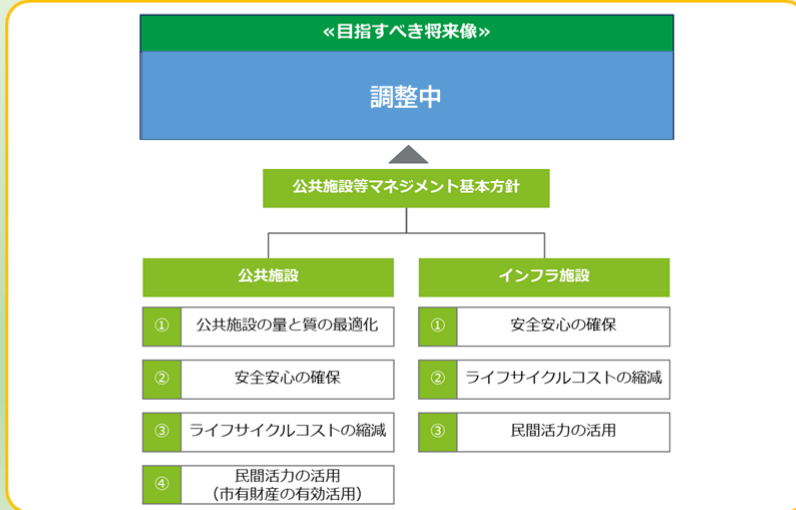 ≪目指すべき将来像≫
調整中
公共施設等マネジメント基本方針
公共施設
① 公共施設の量と質の最適化
② 安全安心の確保
③ ライフサイクルコストの縮減
④ 民間活力の活用
（市有財産の有効活用）
インフラ施設
① 安全安心の確保
② ライフサイクルコストの縮減
③ 民間活力の活用